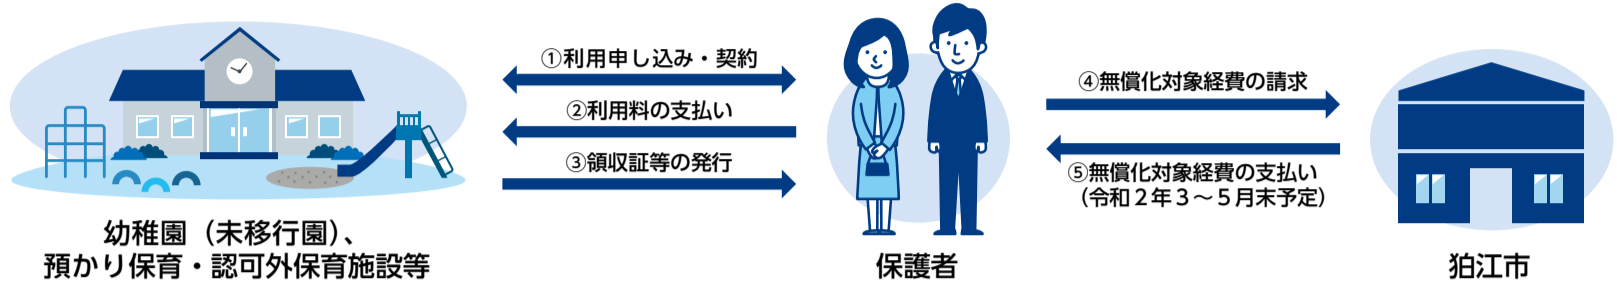 ①利用申し込み・契約
②利用料の支払い
③領収証等の発行
④無償化対象経費の請求
⑤無償化対象経費の支払い
（令和２年３～５月末予定）
幼稚園（未移行園）、
預かり保育・認可外保育施設等
保護者
狛江市